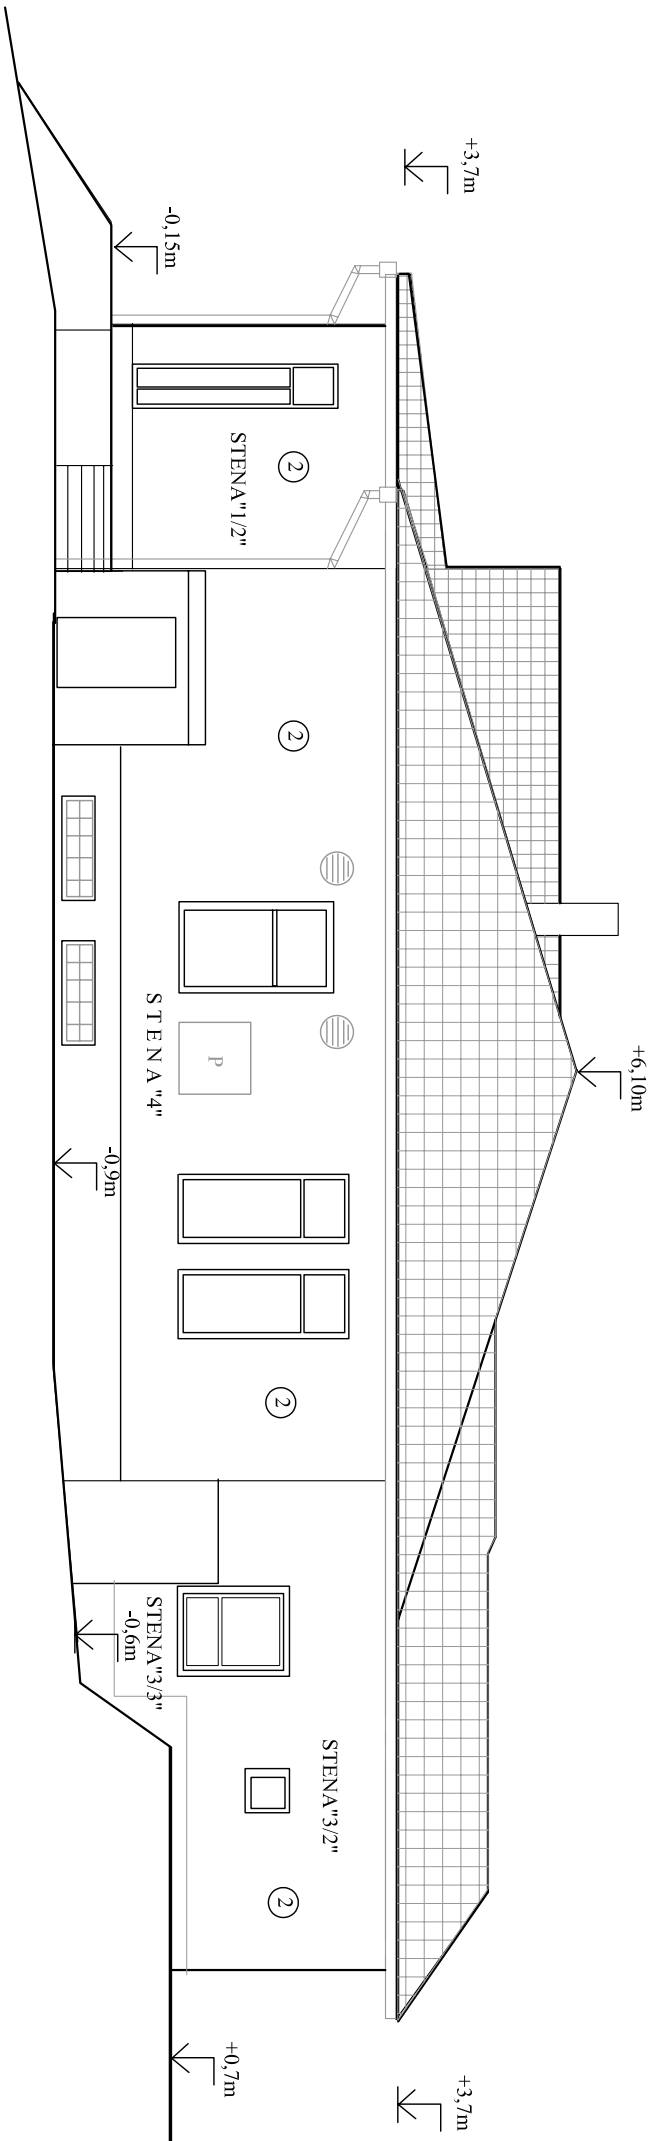 +3,7m
-0,15m
STENA"1/2"
2
2
S T E N A "4"
P
+6,10m
-0,9m
2
STENA"3/3"
-0,6m
STENA"3/2"
2
+0,7m
+3,7m